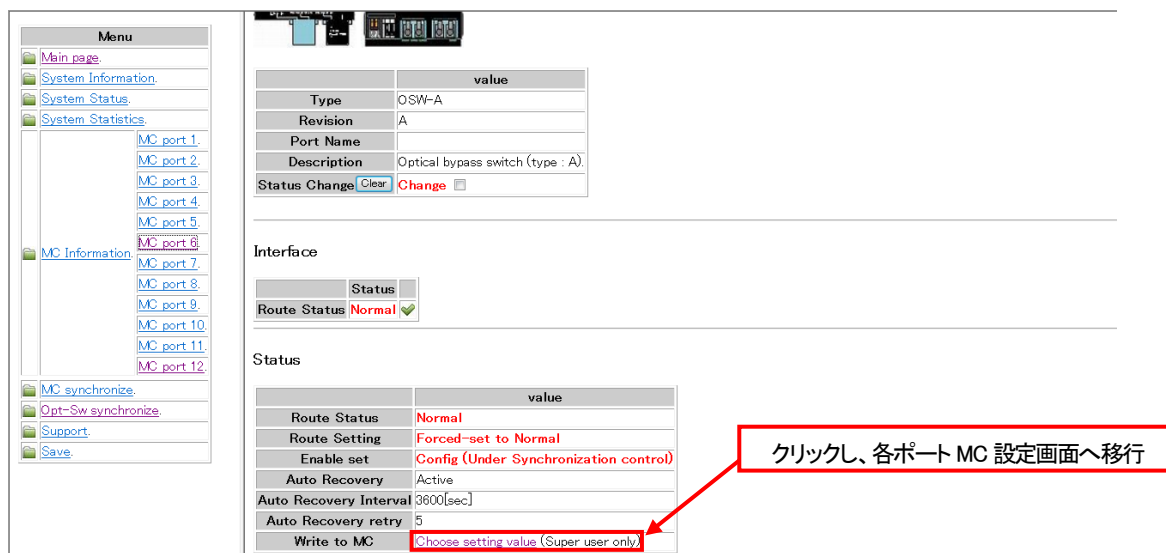 Menu
Main page.
System Information.
System Status.
System Statistics.
MC Information.
MC port 1.
MC port 2.
MC port 3.
MC port 4.
MC port 5.
MC port 6.
MC port 7.
MC port 8.
MC port 9.
MC port 10.
MC port 11.
MC port 12.
MC synchronize.
Opt-Sw synchronize.
Support.
Save.
value
Type OSW-A
Revision A
Port Name
Description Optical bypass switch (type : A).
Status Change Clear Change
Interface
Status
Route Status Normal
Status
value
Route Status Normal
Route Setting Forced-set to Normal
Enable set Config (Under Synchronization control)
Auto Recovery Active
Auto Recovery Interval 3600[sec]
Auto Recovery retry 5
Write to MC Choose setting value (Super user only)
クリックし、各ポート MC 設定画面へ移行